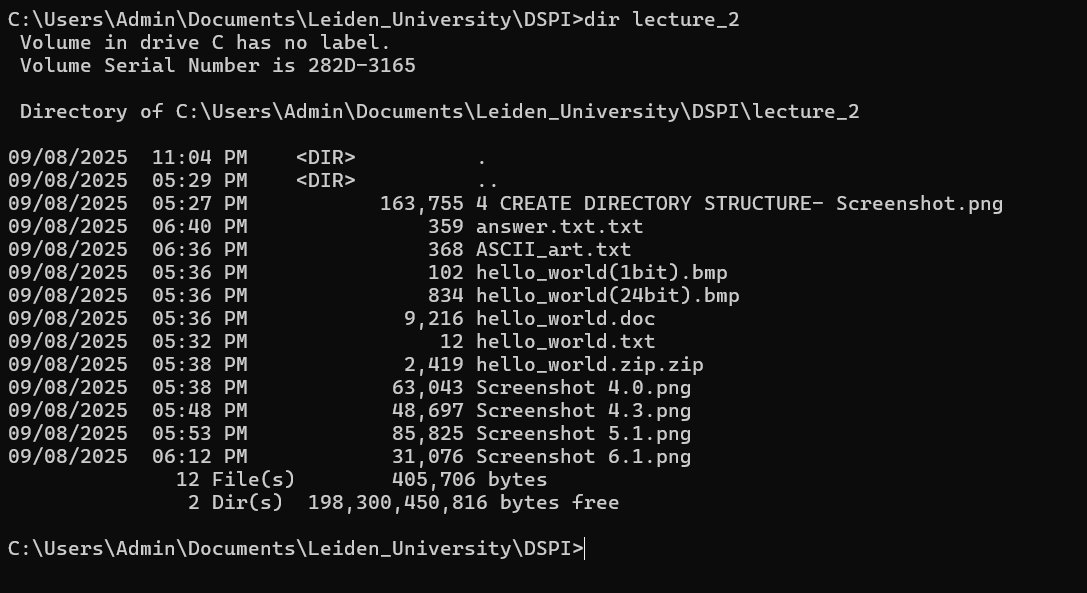 C:\Users\Admin\Documents\Leiden_University\DSPI>dir lecture_2
 Volume in drive C has no label.
 Volume Serial Number is 282D-3165

 Directory of C:\Users\Admin\Documents\Leiden_University\DSPI\lecture_2

09/08/2025  11:04 PM    <DIR>          .
09/08/2025  05:29 PM    <DIR>          ..
09/08/2025  05:27 PM           163,755 4 CREATE DIRECTORY STRUCTURE- Screenshot.png
09/08/2025  06:40 PM               359 answer.txt.txt
09/08/2025  06:36 PM               368 ASCII_art.txt
09/08/2025  05:36 PM               102 hello_world(1bit).bmp
09/08/2025  05:36 PM               834 hello_world(24bit).bmp
09/08/2025  05:36 PM             9,216 hello_world.doc
09/08/2025  05:32 PM                12 hello_world.txt
09/08/2025  05:38 PM             2,419 hello_world.zip.zip
09/08/2025  05:38 PM            63,043 Screenshot 4.0.png
09/08/2025  05:48 PM            48,697 Screenshot 4.3.png
09/08/2025  05:53 PM            85,825 Screenshot 5.1.png
09/08/2025  06:12 PM            31,076 Screenshot 6.1.png
              12 File(s)        405,706 bytes
               2 Dir(s)  198,300,450,816 bytes free

C:\Users\Admin\Documents\Leiden_University\DSPI>